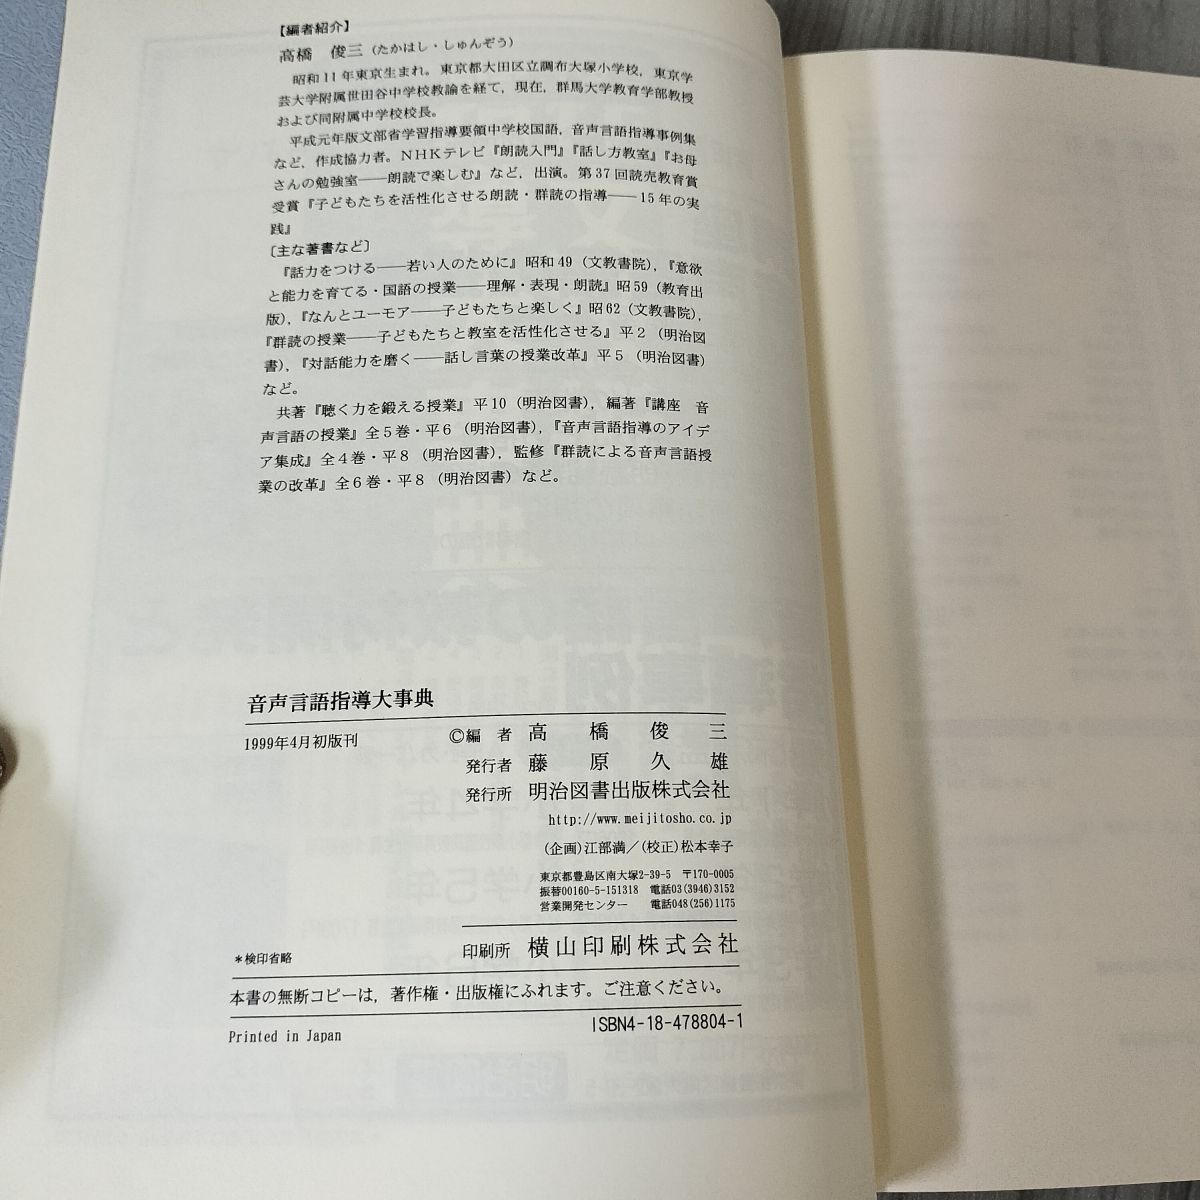 【編者紹介】
高橋　俊三（たかはし・しゅんぞう）
昭和11年東京生まれ。東京都大田区立調布大塚小学校，東京学
芸大学附属世田谷中学校教諭を経て，現在，群馬大学教育学部教授
および同附属中学校校長。
平成元年版文部省学習指導要領中学校国語，音声言語指導事例集
など，作成協力者。NHKテレビ『朗読入門』『話し方教室』『お母
さんの勉強室――朗読で楽しむ』など，出演。第37回読売教育賞
受賞『子どもたちを活性化させる朗読・群読の指導――15年の実
践』
〔主な著書など〕
『話力をつける――若い人のために』昭和49（文教書院），『意欲
と能力を育てる・国語の授業――理解・表現・朗読』昭59（教育出
版），『なんとユーモア――子どもたちと楽しく』昭62（文教書院），
『群読の授業――子どもたちと教室を活性化させる』平2（明治図
書），『対話能力を磨く――話し言葉の授業改革』平5（明治図書）
など。
共著『聴く力を鍛える授業』平10（明治図書），編著『講座　音
声言語の授業』全5巻・平6（明治図書），『音声言語指導のアイデ
ア集成』全4巻・平8（明治図書），監修『群読による音声言語授
業の改革』全6巻・平8（明治図書）など。
音声言語指導大事典
1999年4月初版刊
©編　者　高　橋　俊　三
発行者　藤　原　久　雄
発行所　明治図書出版株式会社
http://www.meijitosho.co.jp
(企画)江部満／(校正)松本幸子
東京都豊島区南大塚2-39-5　〒170-0005
振替00160-5-151318　電話03(3946)3152
営業開発センター　電話048(256)1175
＊検印省略
印刷所　横山印刷株式会社
本書の無断コピーは，著作権・出版権にふれます。ご注意ください。
Printed in Japan
ISBN4-18-478804-1